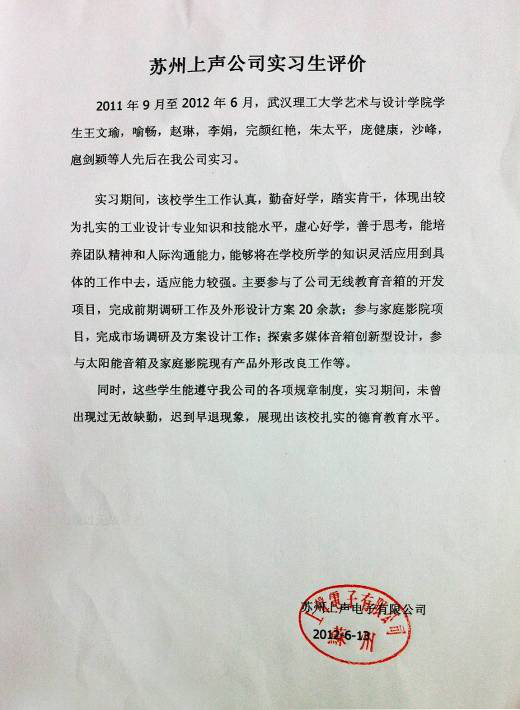 苏州上声公司实习生评价
2011年9月至2012年6月，武汉理工大学艺术与设计学院学
生王文瑜，喻畅，赵琳，李娟，完颜红艳，朱太平，庞健康，沙峰，
扈剑颖等人先后在我公司实习。
实习期间，该校学生工作认真，勤奋好学，踏实肯干，体现出较
为扎实的工业设计专业知识和技能水平，虚心好学，善于思考，能培
养团队精神和人际沟通能力，能够将在学校所学的知识灵活应用到具
体的工作中去，适应能力较强。主要参与了公司无线教育音箱的开发
项目，完成前期调研工作及外形设计方案20余款；参与家庭影院项
目，完成市场调研及方案设计工作；探索多媒体音箱创新型设计，参
与太阳能音箱及家庭影院现有产品外形改良工作等。
同时，这些学生能遵守我公司的各项规章制度，实习期间，未曾
出现过无故缺勤，迟到早退现象，展现出该校扎实的德育教育水平。
苏州上声电子有限公司
2012-6-13
上聲電子有限公司
蘇州